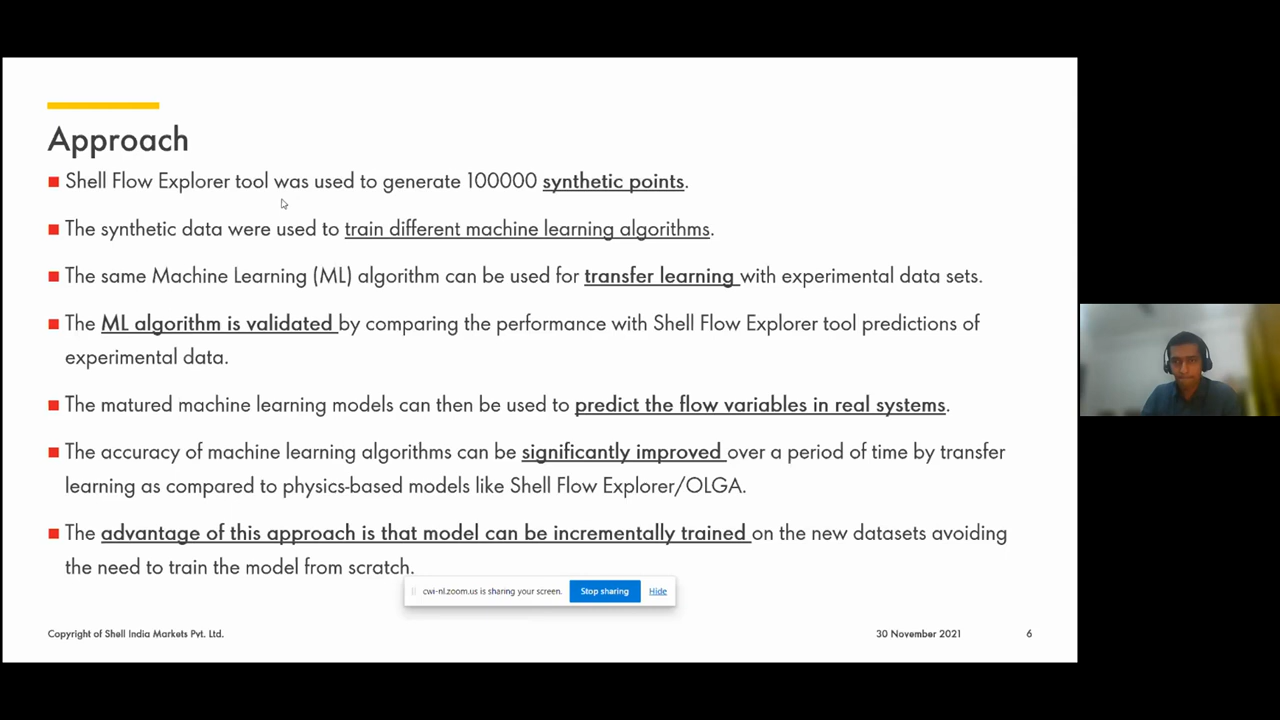 Approach
Shell Flow Explorer tool was used to generate 100000 synthetic points.
The synthetic data were used to train different machine learning algorithms.
The same Machine Learning (ML) algorithm can be used for transfer learning with experimental data sets.
The ML algorithm is validated by comparing the performance with Shell Flow Explorer tool predictions of
experimental data.
The matured machine learning models can then be used to predict the flow variables in real systems.
The accuracy of machine learning algorithms can be significantly improved over a period of time by transfer
learning as compared to physics-based models like Shell Flow Explorer/OLGA.
The advantage of this approach is that model can be incrementally trained on the new datasets avoiding
the need to train the model from scratch.
cwi-nl.zoom.us is sharing your screen. Stop sharing Hide
Copyright of Shell India Markets Pvt. Ltd. 30 November 2021 6